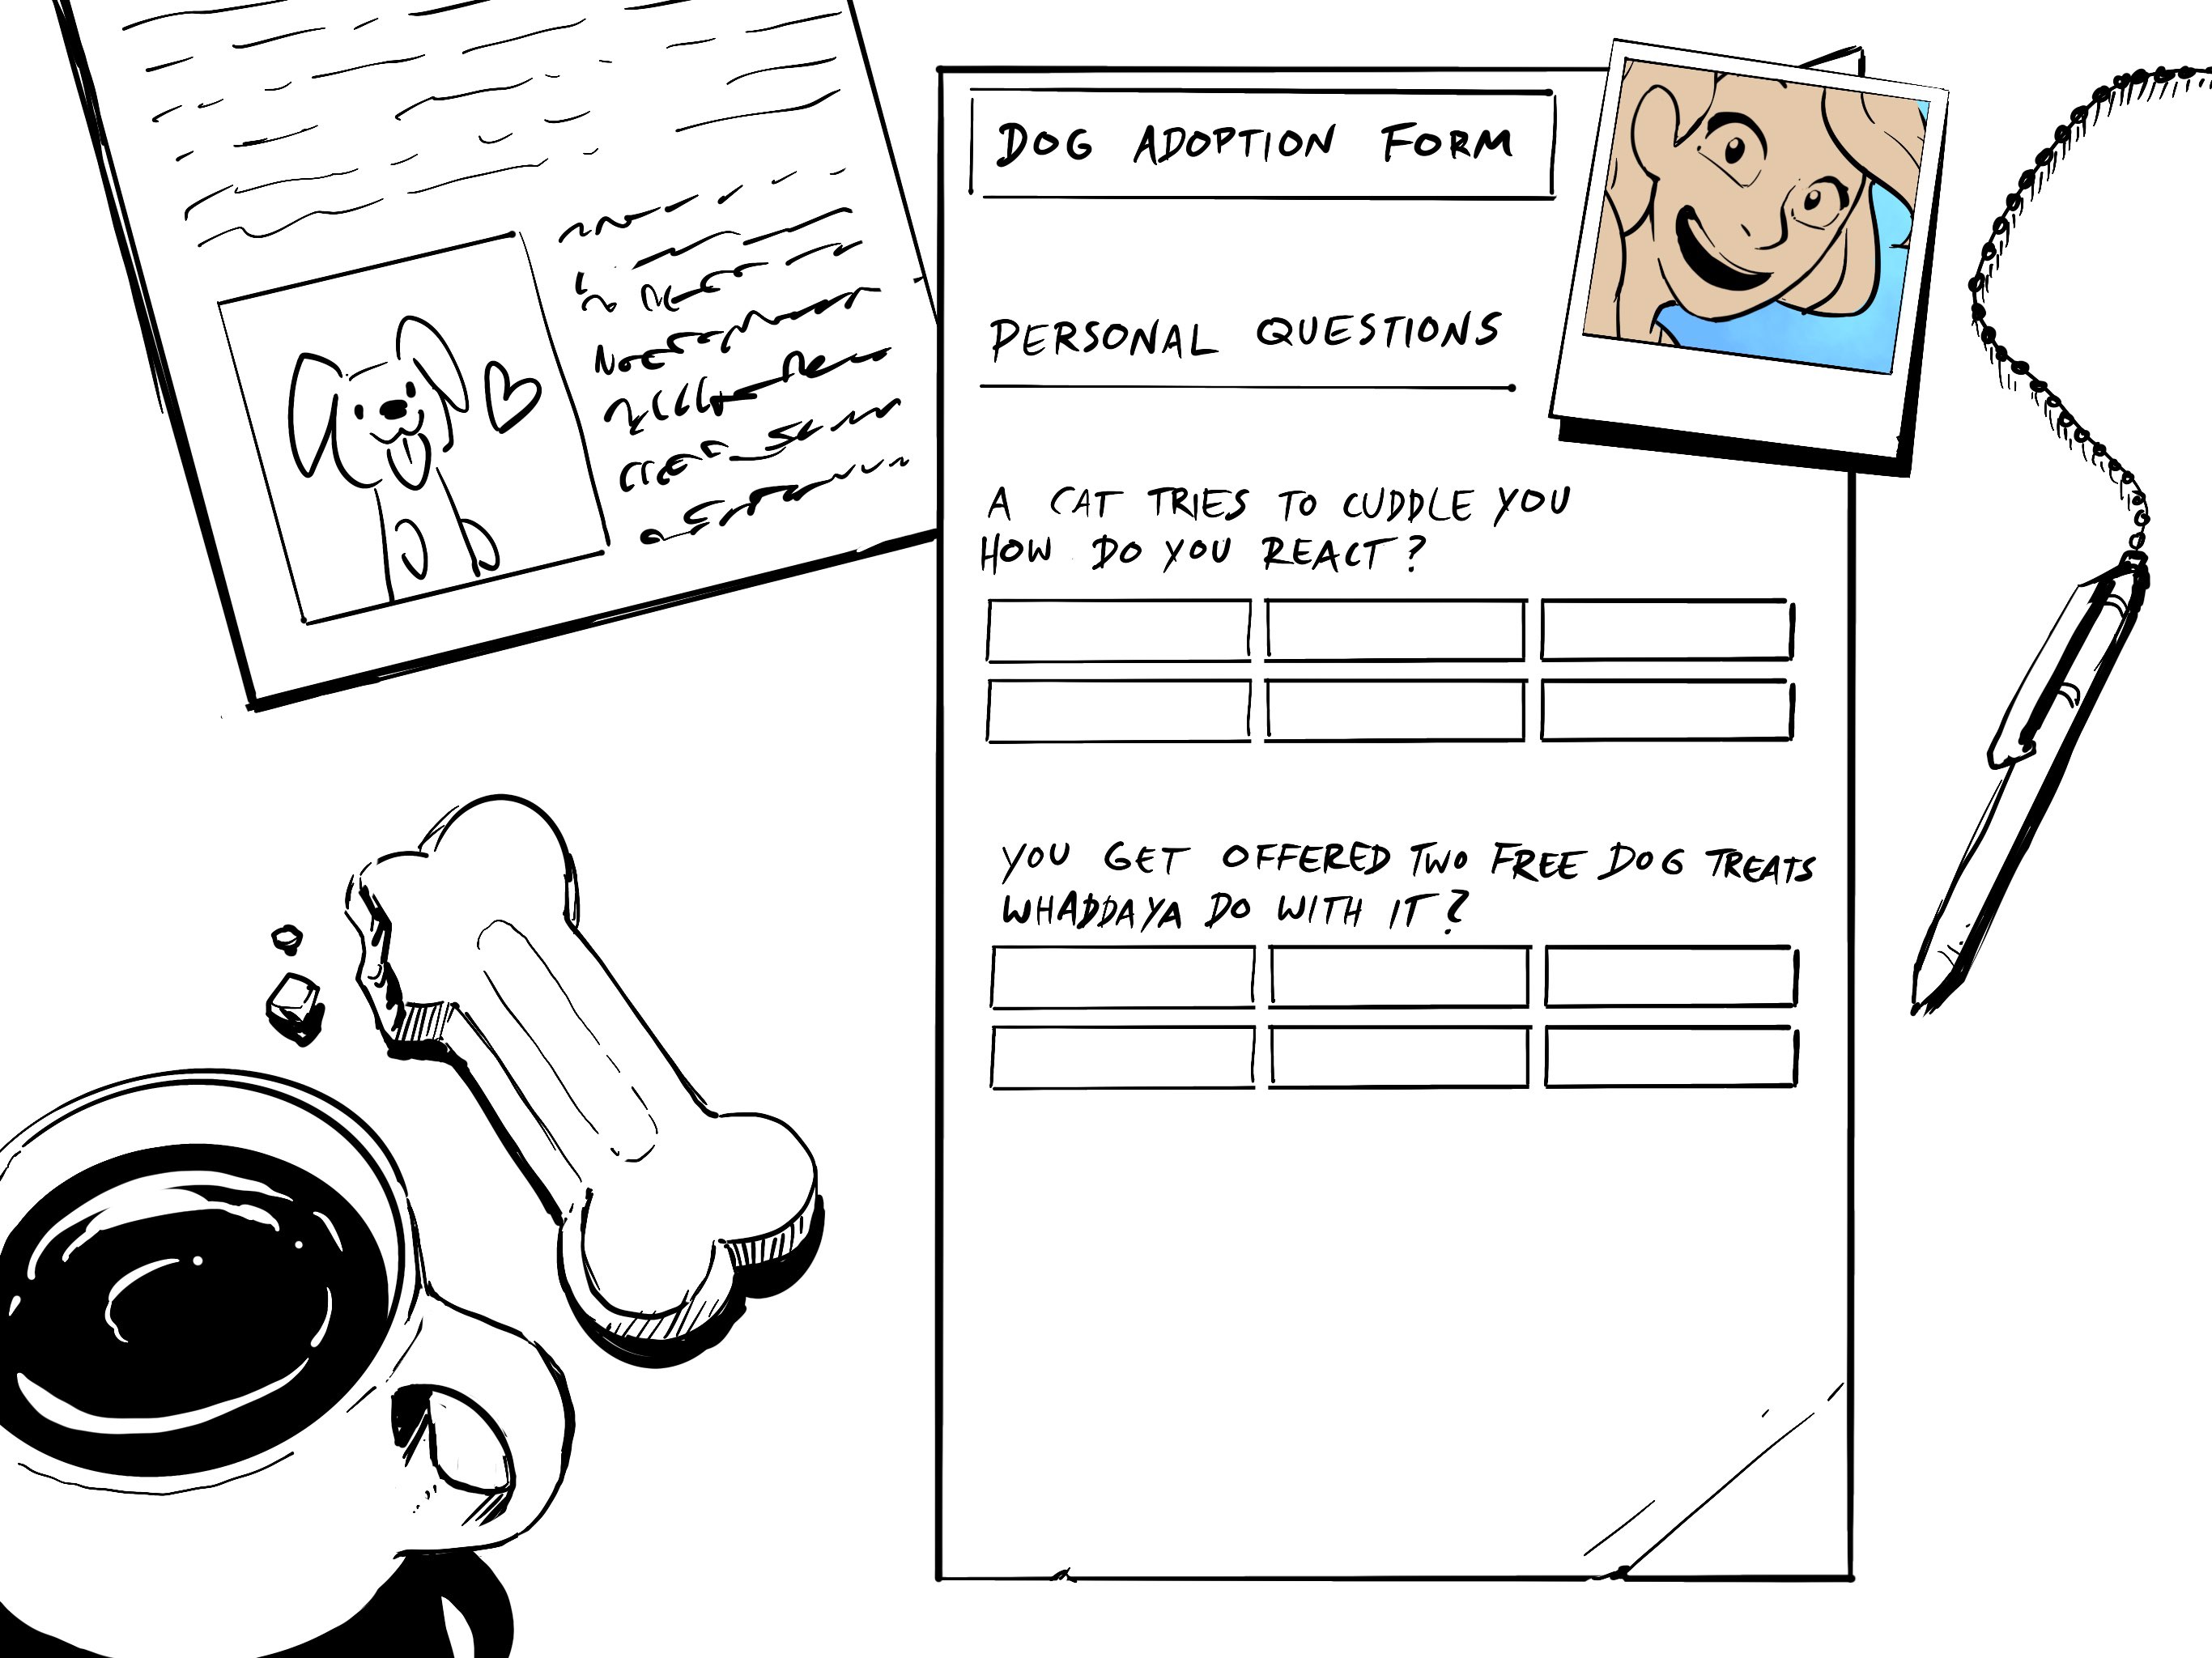 DOG ADOPTION FORM
PERSONAL QUESTIONS
A CAT TRIES TO CUDDLE YOU
HOW DO YOU REACT?
YOU GET OFFERED TWO FREE DOG TREATS
WHADDAYA DO WITH IT?